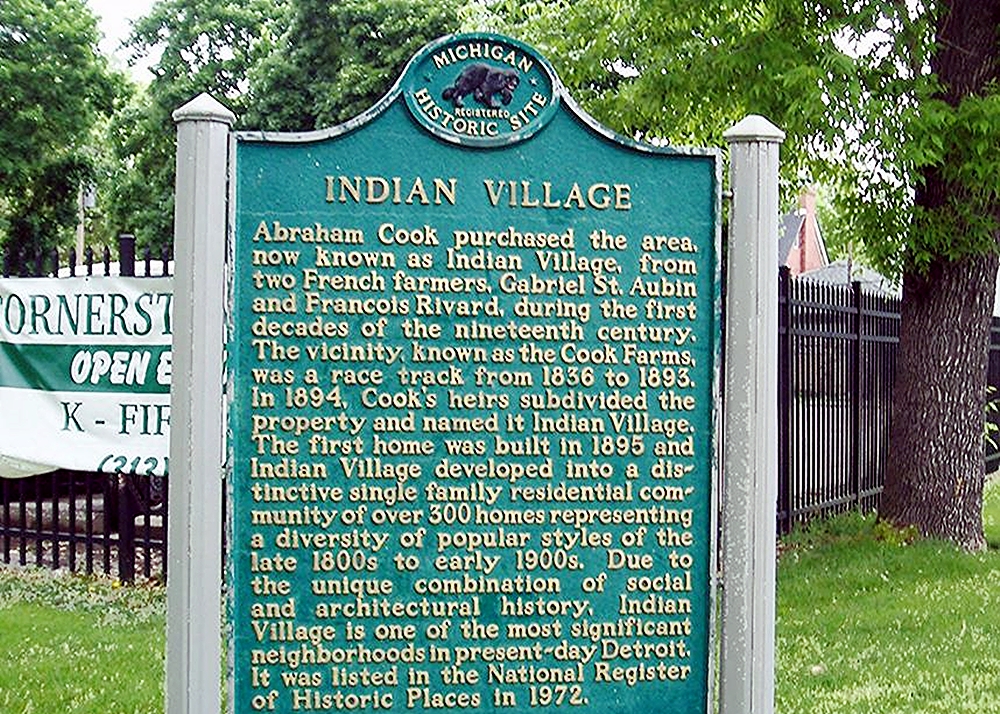 MICHIGAN
REGISTERED
HISTORIC SITE
INDIAN VILLAGE
Abraham Cook purchased the area,
now known as Indian Village, from
two French farmers, Gabriel St. Aubin
and Francois Rivard, during the first
decades of the nineteenth century.
The vicinity, known as the Cook Farms,
was a race track from 1836 to 1893.
In 1894, Cook's heirs subdivided the
property and named it Indian Village.
The first home was built in 1895 and
Indian Village developed into a dis-
tinctive single family residential com-
munity of over 300 homes representing
a diversity of popular styles of the
late 1800s to early 1900s. Due to
the unique combination of social
and architectural history, Indian
Village is one of the most significant
neighborhoods in present-day Detroit.
It was listed in the National Register
of Historic Places in 1972.
OPEN
K -